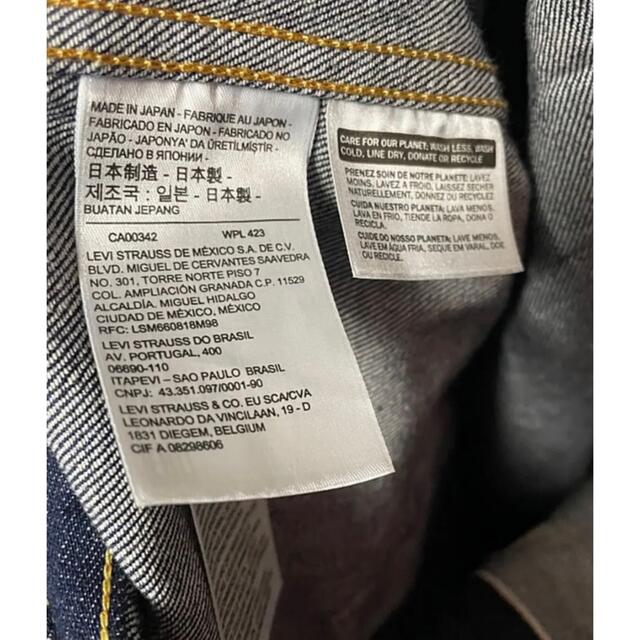 MADE IN JAPAN - FABRIQUE AU JAPON -
FABRICADO EN JAPON - FABRICADO NO
JAPÃO - JAPONYA' DA ÜRETİLMİŞTİR -
СДЕЛАНО В ЯПОНИИ -
日本制造 - 日本製 -
제조국 : 일본 - 日本製 -
BUATAN JEPANG
CA00342 WPL 423
LEVI STRAUSS DE MÉXICO S.A. DE C.V.
BLVD. MIGUEL DE CERVANTES SAAVEDRA
NO. 301, TORRE NORTE PISO 7
COL. AMPLIACIÓN GRANADA C.P. 11529
ALCALDÍA. MIGUEL HIDALGO
CIUDAD DE MÉXICO, MÉXICO
RFC: LSM660818M98
LEVI STRAUSS DO BRASIL
AV. PORTUGAL, 400
06690-110
ITAPEVI – SAO PAULO BRASIL
CNPJ: 43.351.097/0001-90
LEVI STRAUSS & CO. EU SCA/CVA
LEONARDO DA VINCILAAN, 19 - D
1831 DIEGEM, BELGIUM
CIF A 08298606
CARE FOR OUR PLANET: WASH LESS, WASH
COLD, LINE DRY, DONATE OR RECYCLE
PRENEZ SOIN DE NOTRE PLANÈTE: LAVEZ
MOINS, LAVEZ A FROID, LAISSEZ SECHER
NATURELLEMENT, DONNEZ OU RECYCLEZ
CUIDA NUESTRO PLANETA: LAVA MENOS,
LAVA EN FRIO, TIENDE LA ROPA, DONA O
RECICLA.
CUIDE DO NOSSO PLANETA: LAVE MENOS,
LAVE EM ÁGUA FRIA, SEQUE EM VARAL, DOE
OU RECICLE.